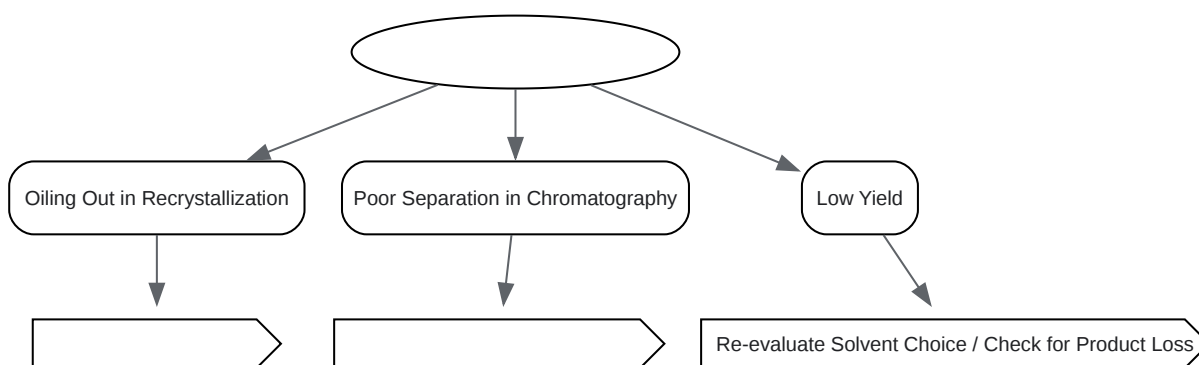 Oiling Out in Recrystallization
Poor Separation in Chromatography
Low Yield
Re-evaluate Solvent Choice / Check for Product Loss